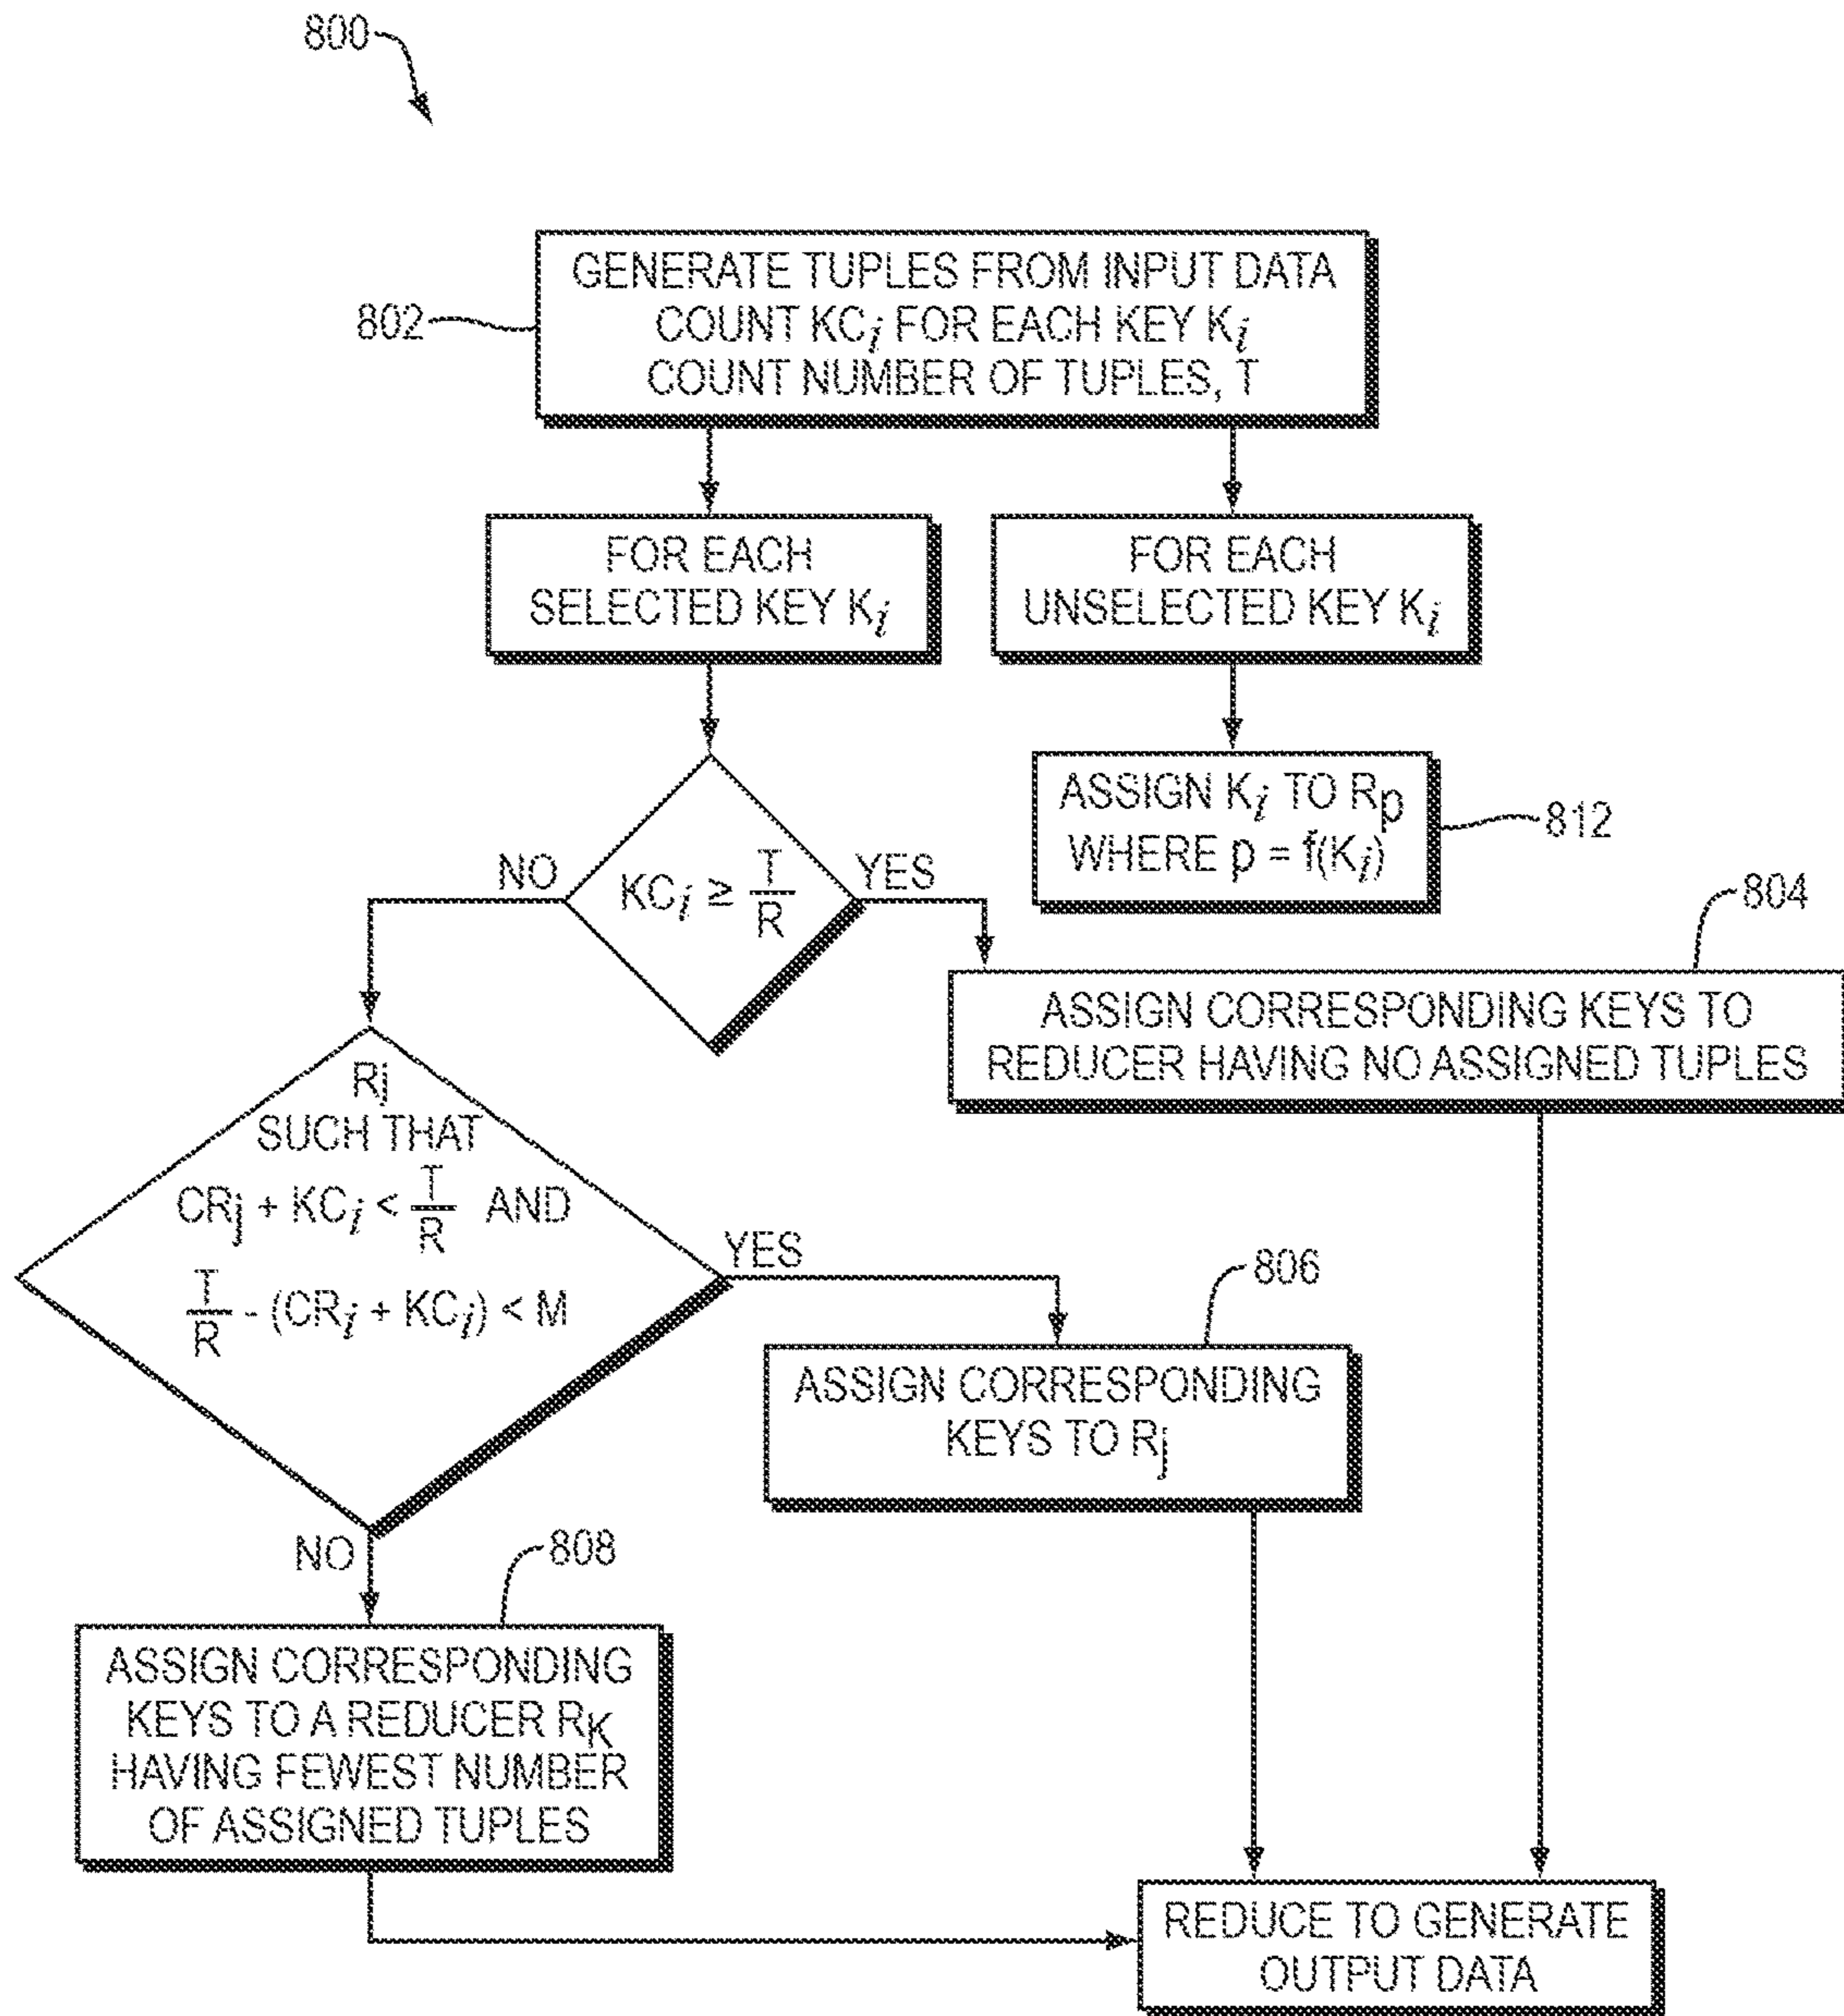 800
802
GENERATE TUPLES FROM INPUT DATA
COUNT KCi FOR EACH KEY Ki
COUNT NUMBER OF TUPLES, T
FOR EACH
SELECTED KEY Ki
FOR EACH
UNSELECTED KEY Ki
ASSIGN Ki TO Rp
WHERE p = f(Ki)
812
NO
KCi ≥ T/R
YES
804
ASSIGN CORRESPONDING KEYS TO
REDUCER HAVING NO ASSIGNED TUPLES
Rj
SUCH THAT
CRj + KCi < T/R AND
T/R - (CRi + KCi) < M
YES
806
ASSIGN CORRESPONDING
KEYS TO Rj
NO
808
ASSIGN CORRESPONDING
KEYS TO A REDUCER RK
HAVING FEWEST NUMBER
OF ASSIGNED TUPLES
REDUCE TO GENERATE
OUTPUT DATA